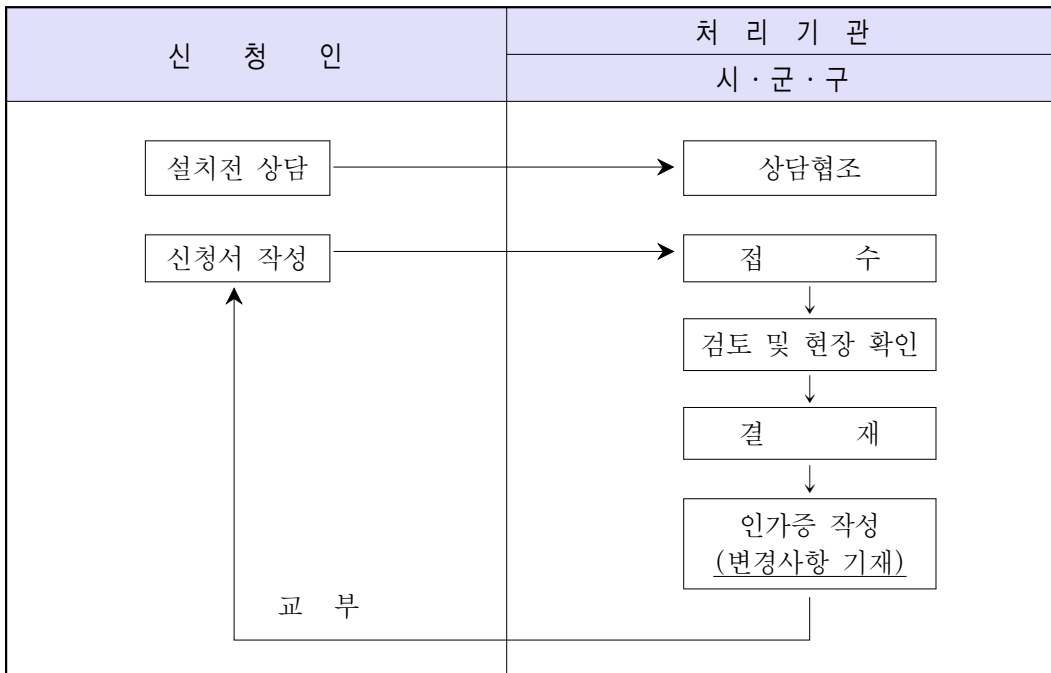 신 청 인
처 리 기 관
시 · 군 · 구
설치전 상담
상담협조
신청서 작성
접 수
검토 및 현장 확인
결 재
인가증 작성
(변경사항 기재)
교 부